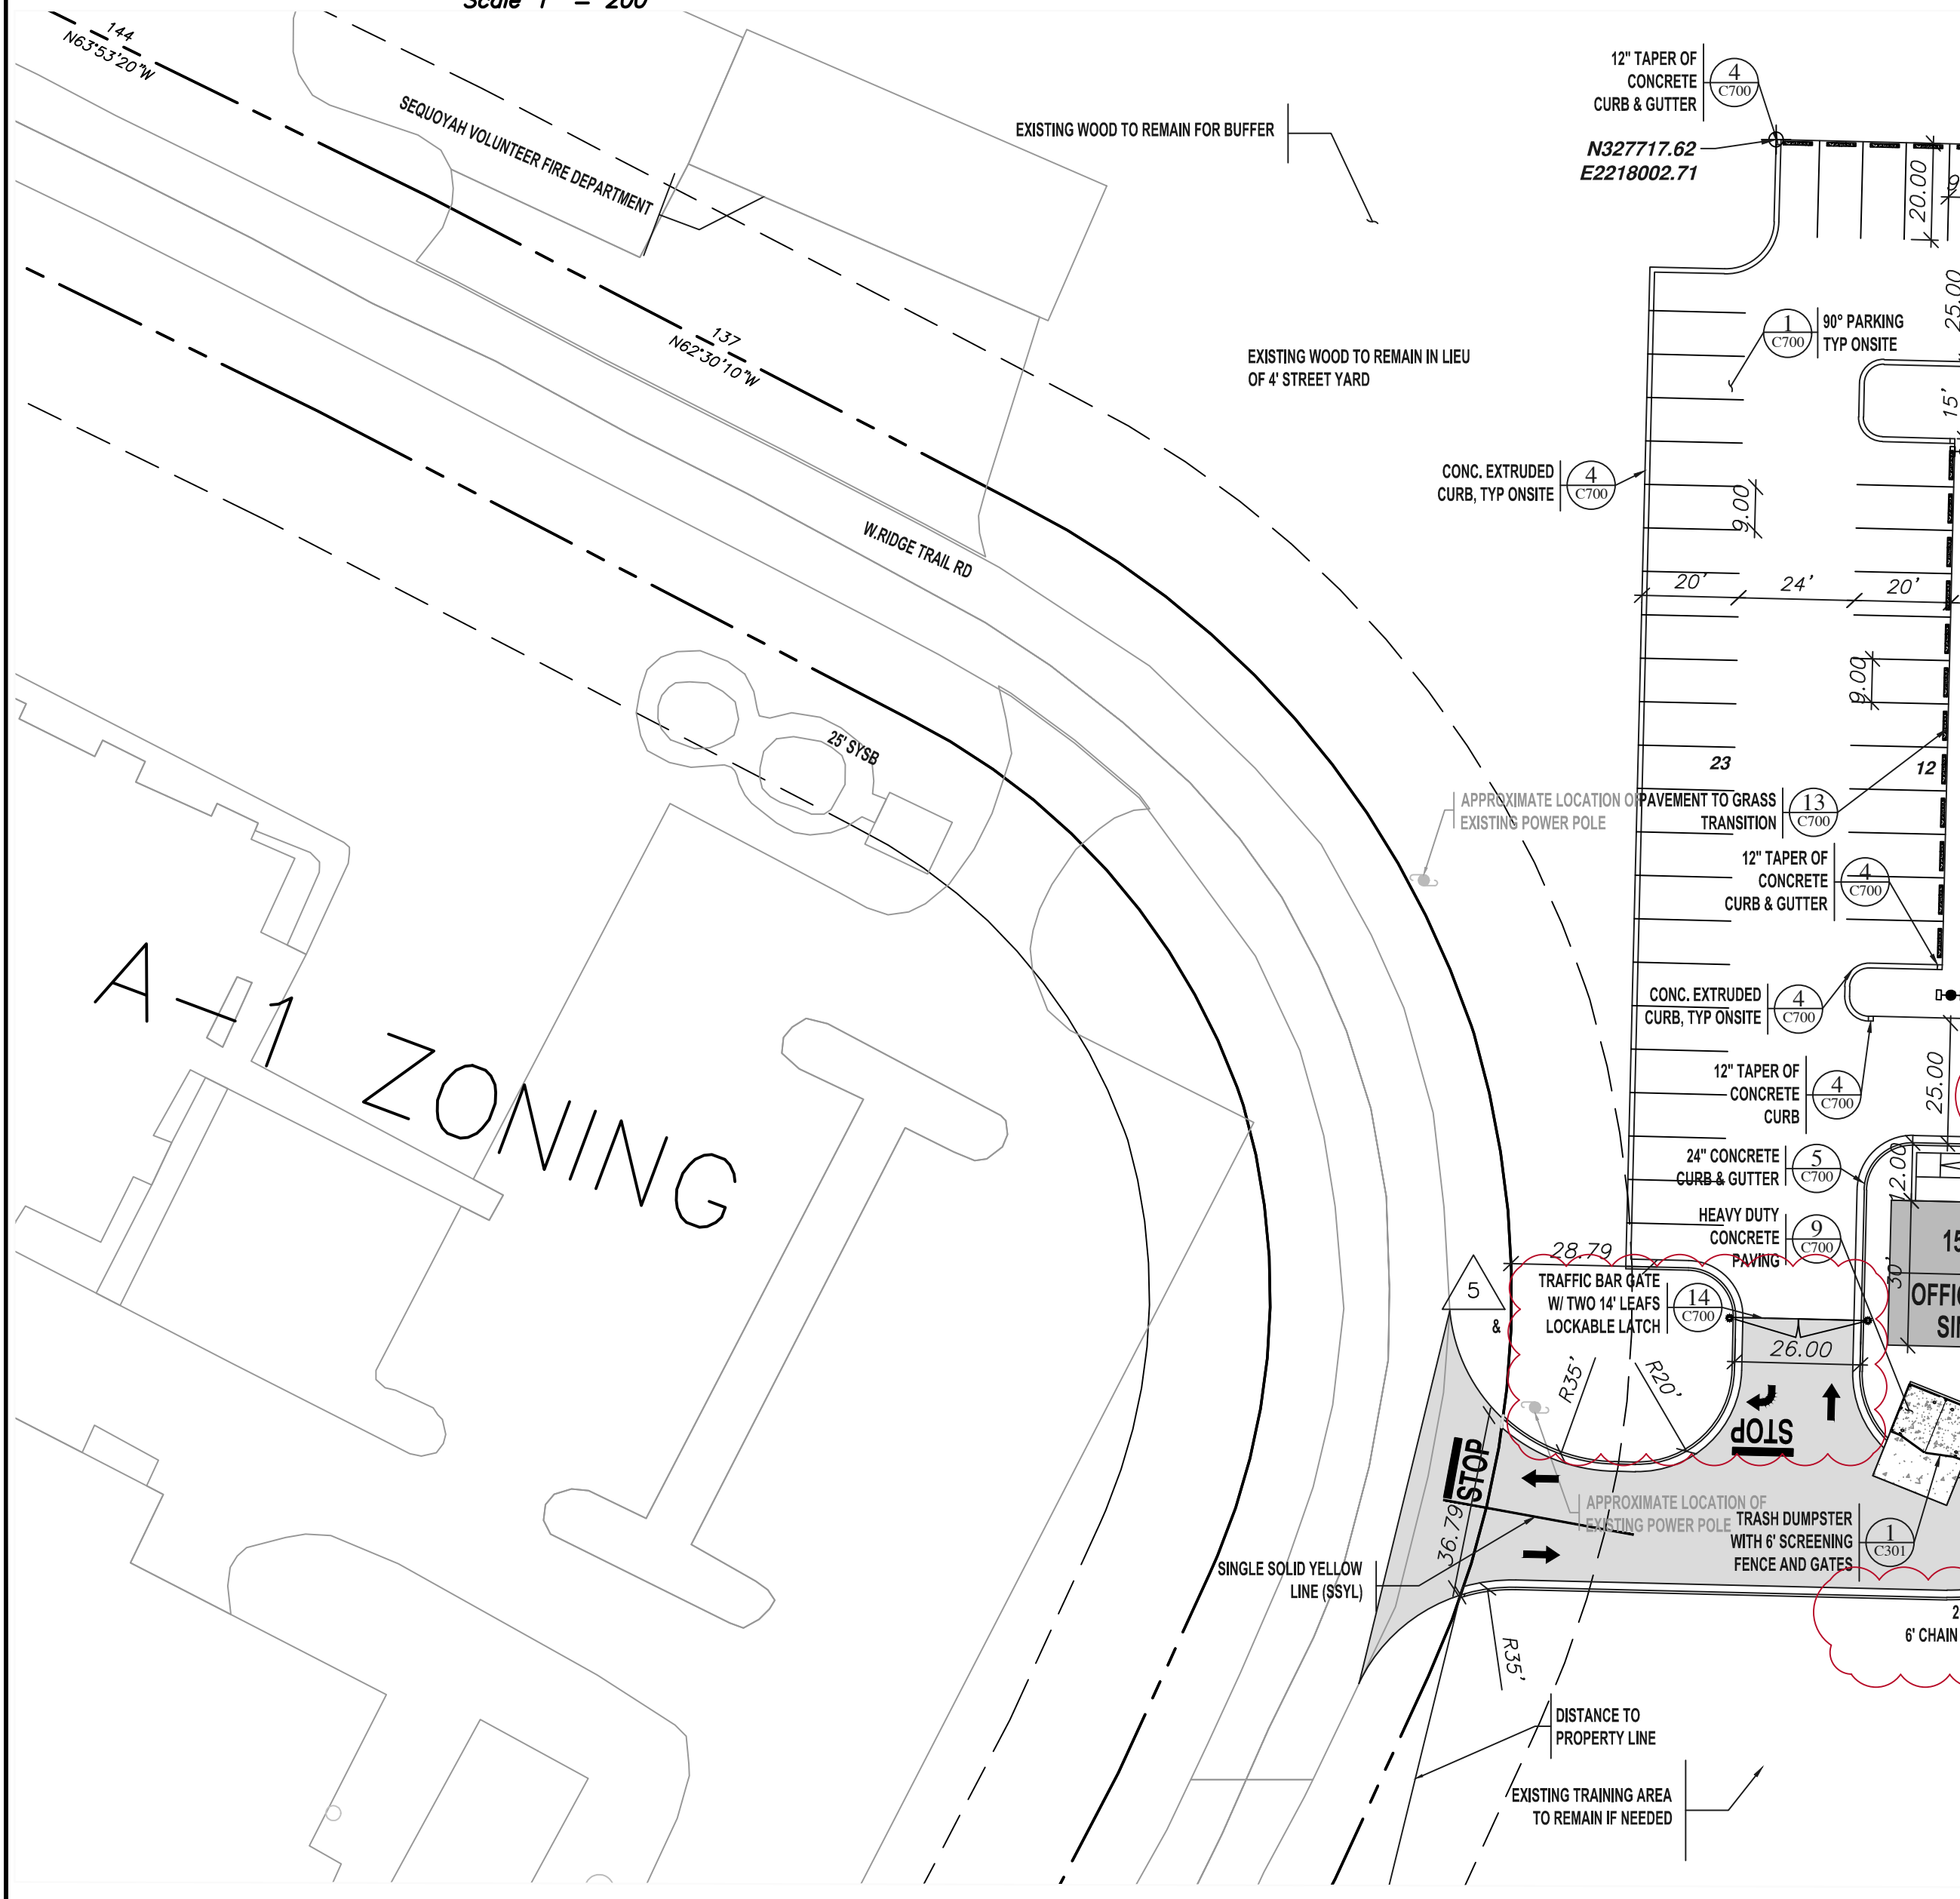 Scale 1" = 200'
144
N63°53'20"W
SEQUOYAH VOLUNTEER FIRE DEPARTMENT
EXISTING WOOD TO REMAIN FOR BUFFER
12" TAPER OF
CONCRETE
CURB & GUTTER
4
C700
N327717.62
E2218002.71
20.00
9
25.00
137
N62°30'10"W
EXISTING WOOD TO REMAIN IN LIEU
OF 4' STREET YARD
1
C700
90° PARKING
TYP ONSITE
15'
CONC. EXTRUDED
CURB, TYP ONSITE
4
C700
9.00
W.RIDGE TRAIL RD
20'
24'
20'
9.00
25' SYSB
23
12
APPROXIMATE LOCATION OF
EXISTING POWER POLE
PAVEMENT TO GRASS
TRANSITION
13
C700
12" TAPER OF
CONCRETE
CURB & GUTTER
4
C700
A-1 ZONING
CONC. EXTRUDED
CURB, TYP ONSITE
4
C700
12" TAPER OF
CONCRETE
CURB
4
C700
25.00
24" CONCRETE
CURB & GUTTER
5
C700
12.00
HEAVY DUTY
CONCRETE
PAVING
9
C700
15
30'
28.79
5
&
TRAFFIC BAR GATE
W/ TWO 14' LEAFS
LOCKABLE LATCH
14
C700
26.00
R35'
R20'
STOP
STOP
36.79
APPROXIMATE LOCATION OF
EXISTING POWER POLE
TRASH DUMPSTER
WITH 6' SCREENING
FENCE AND GATES
1
C301
SINGLE SOLID YELLOW
LINE (SSYL)
R35'
2
6' CHAIN
DISTANCE TO
PROPERTY LINE
EXISTING TRAINING AREA
TO REMAIN IF NEEDED